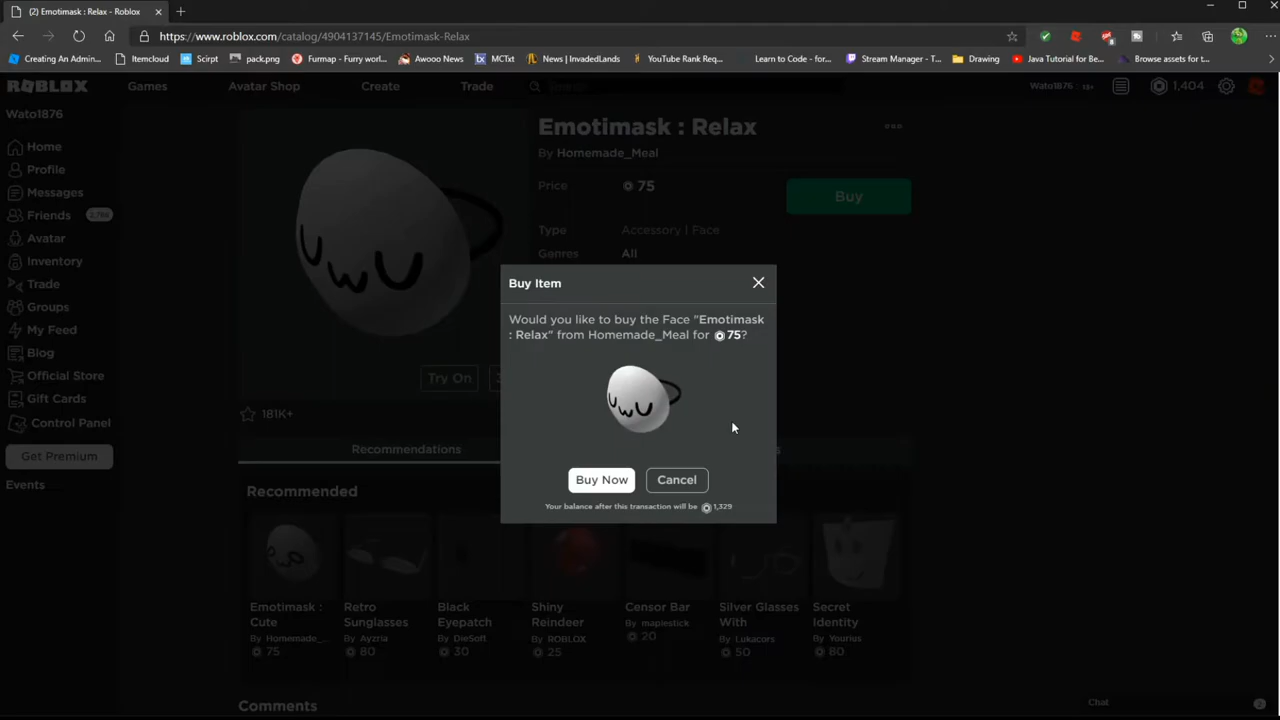 (2) Emotimask : Relax - Roblox
https://www.roblox.com/catalog/4904137145/Emotimask-Relax
Creating An Admin... Itemcloud Scirpt pack.png Furmap - Furry worl... Awooo News MCTxt News | InvadedLands YouTube Rank Req... Learn to Code - for... Stream Manager - T... Drawing Java Tutorial for Be... Browse assets for t...
ROBLOX Games Avatar Shop Create Trade Search Wato1876 : 13+ 1,404
Wato1876
Home
Profile
Messages
Friends
Avatar
Inventory
Trade
Groups
My Feed
Blog
Official Store
Gift Cards
Control Panel
Get Premium
Events
Emotimask : Relax
By Homemade_Meal
Price 75
Buy
Type Accessory | Face
Genres All
UwU
Try On
181K+
Buy Item
Would you like to buy the Face "Emotimask
: Relax" from Homemade_Meal for 75?
UwU
Buy Now Cancel
Your balance after this transaction will be 1,329
Recommendations
Recommended
Emotimask :
Cute
By Homemade_...
75
Retro
Sunglasses
By Ayzria
80
Black
Eyepatch
By DieSoft
30
Shiny
Reindeer
By ROBLOX
25
Censor Bar
By maplestick
20
Silver Glasses
With
By Lukacors
50
Secret
Identity
By Yourius
80
Comments
Chat 2